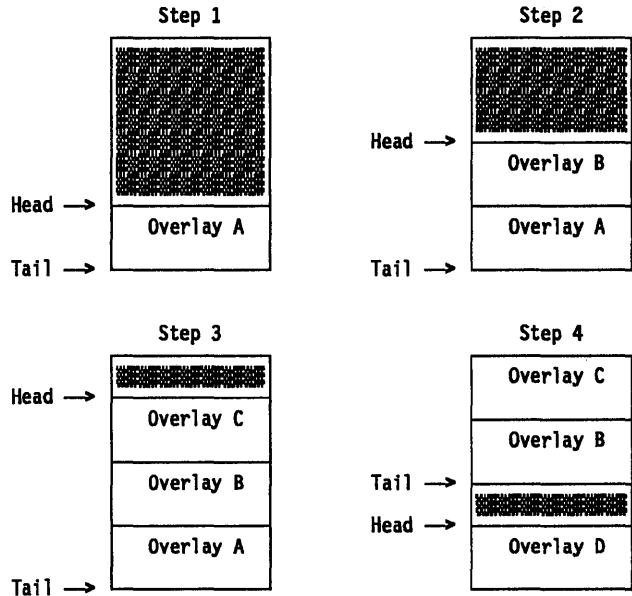 Step 1
Head →
Overlay A
Tail →
Step 2
Head →
Overlay B
Overlay A
Tail →
Step 3
Head →
Overlay C
Overlay B
Overlay A
Tail →
Step 4
Overlay C
Overlay B
Tail →
Head →
Overlay D